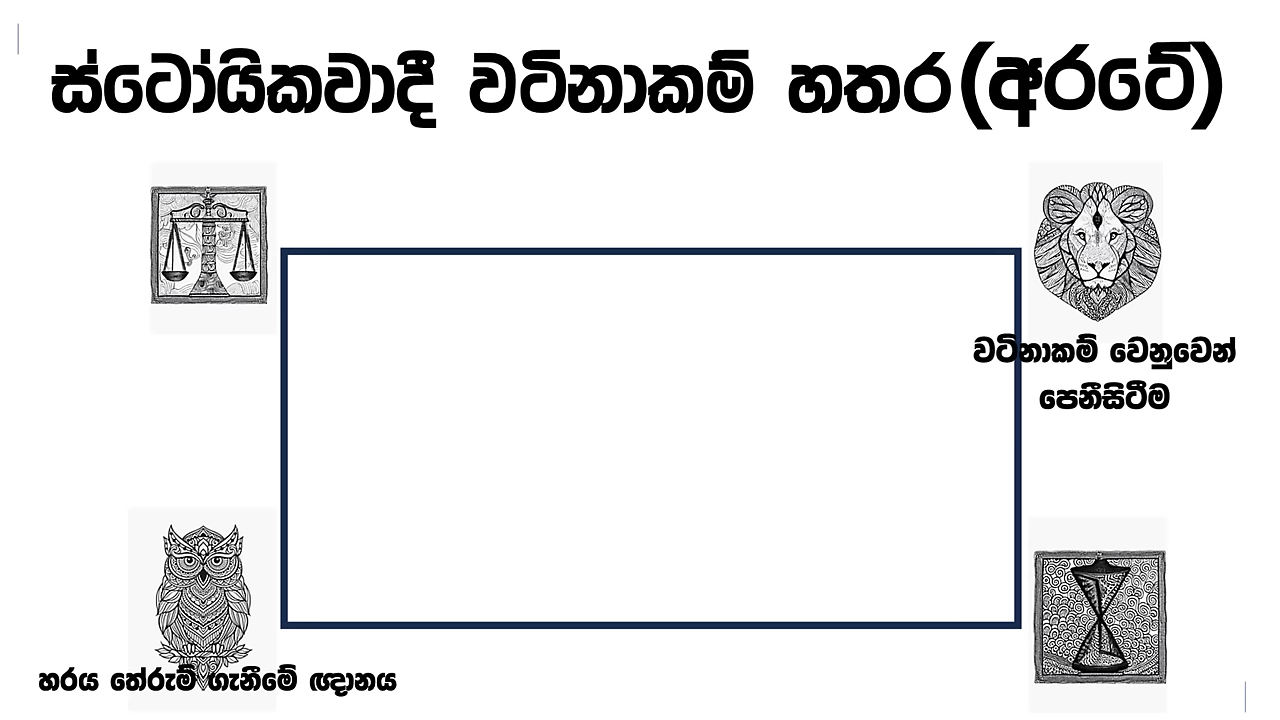 ස්ටෝයිකවාදී වටිනාකම් හතර(අරටේ)
වටිනාකම් වෙනුවෙන්
පෙනීසිටීම
හරය තේරුම් ගැනීමේ ඥානය